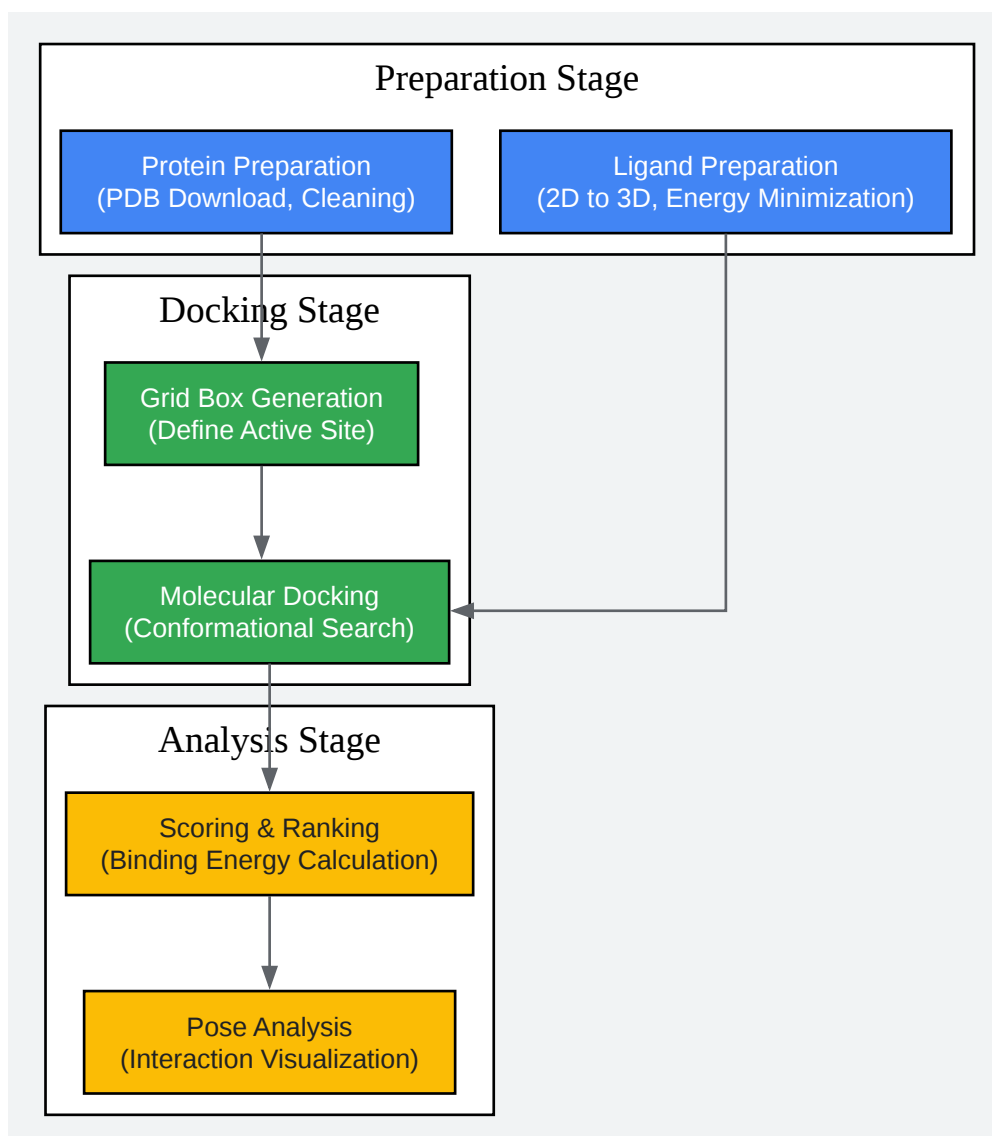 Preparation Stage
Protein Preparation
(PDB Download, Cleaning)
Ligand Preparation
(2D to 3D, Energy Minimization)
Docking Stage
Grid Box Generation
(Define Active Site)
Molecular Docking
(Conformational Search)
Analysis Stage
Scoring & Ranking
(Binding Energy Calculation)
Pose Analysis
(Interaction Visualization)